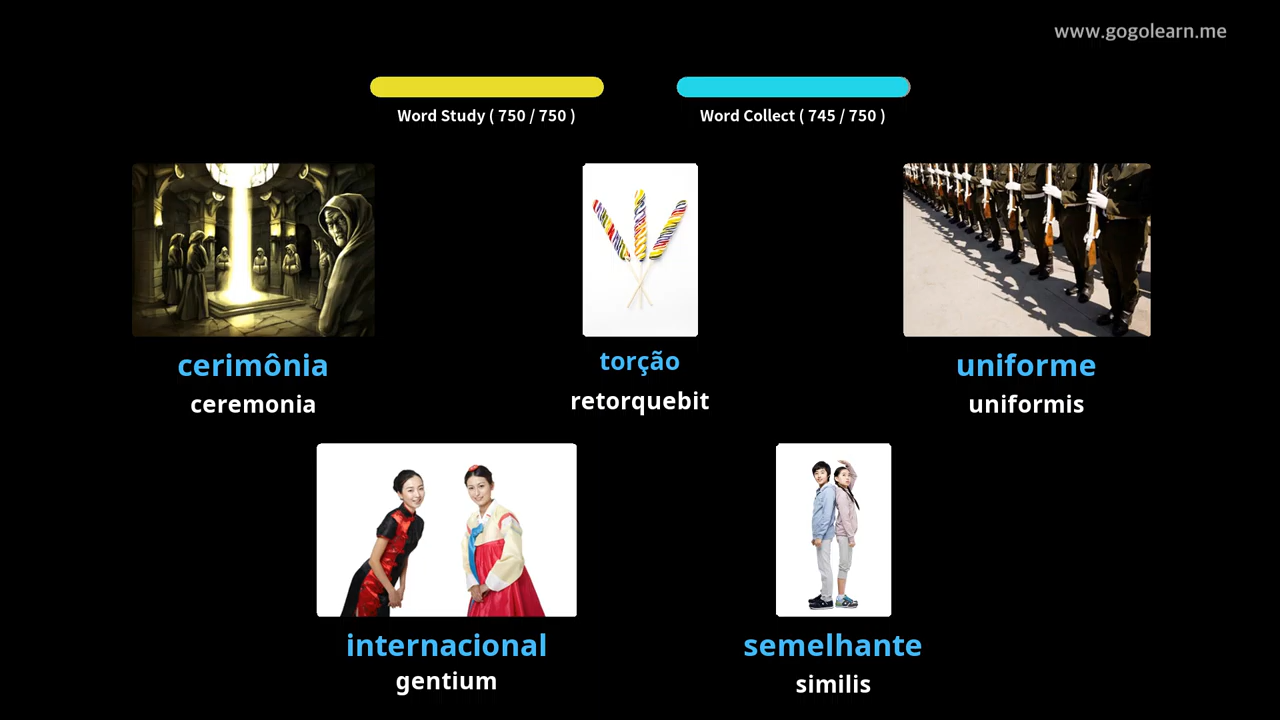 www.gogolearn.me
Word Study ( 750 / 750 )
Word Collect ( 745 / 750 )
cerimônia
ceremonia
torção
retorquebit
uniforme
uniformis
internacional
gentium
semelhante
similis